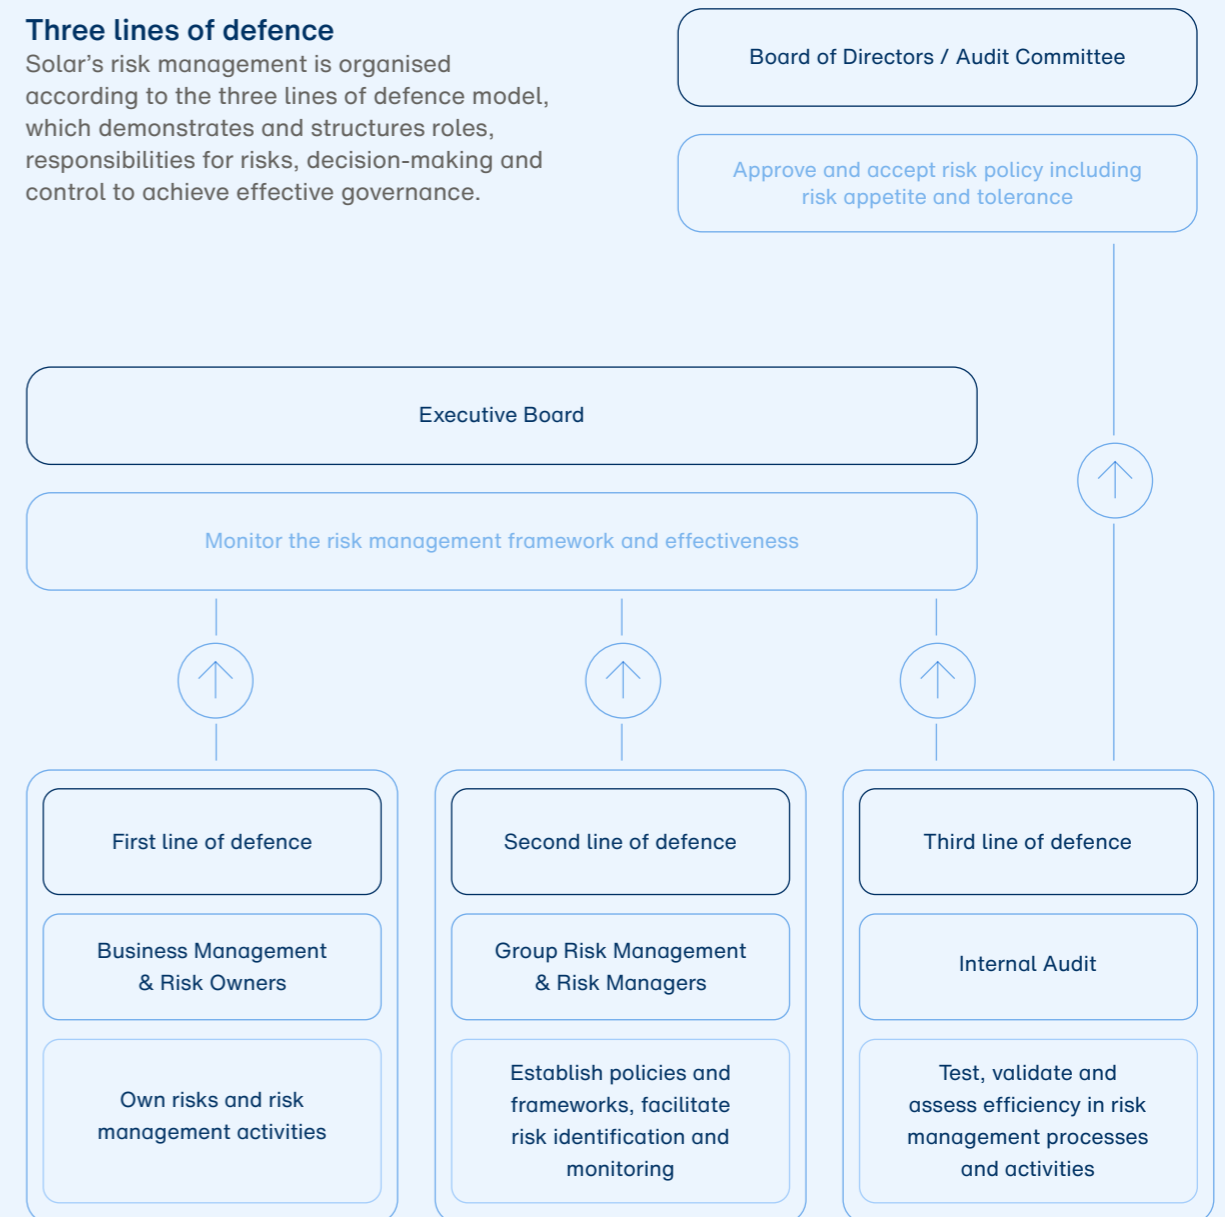 Three lines of defence
Solar’s risk management is organised
according to the three lines of defence model,
which demonstrates and structures roles,
responsibilities for risks, decision-making and
control to achieve effective governance.
Board of Directors / Audit Committee
Approve and accept risk policy including
risk appetite and tolerance
Executive Board
Monitor the risk management framework and effectiveness
First line of defence
Business Management
& Risk Owners
Own risks and risk
management activities
Second line of defence
Group Risk Management
& Risk Managers
Establish policies and
frameworks, facilitate
risk identification and
monitoring
Third line of defence
Internal Audit
Test, validate and
assess efficiency in risk
management processes
and activities